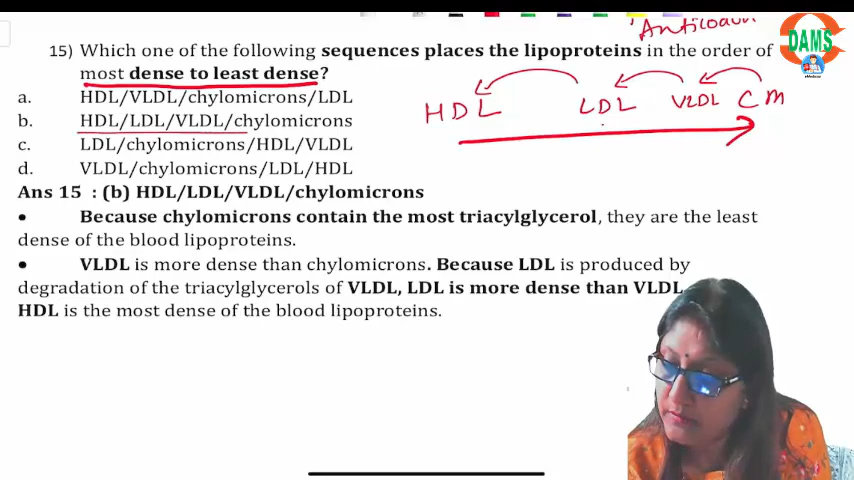 'Anticoau
DAMS
15) Which one of the following sequences places the lipoproteins in the order of
most dense to least dense?
a. HDL/VLDL/chylomicrons/LDL
b. HDL/LDL/VLDL/chylomicrons
c. LDL/chylomicrons/HDL/VLDL
d. VLDL/chylomicrons/LDL/HDL
HDL LDL VLDL CM
Ans 15 : (b) HDL/LDL/VLDL/chylomicrons
• Because chylomicrons contain the most triacylglycerol, they are the least
dense of the blood lipoproteins.
• VLDL is more dense than chylomicrons. Because LDL is produced by
degradation of the triacylglycerols of VLDL, LDL is more dense than VLDL
HDL is the most dense of the blood lipoproteins.